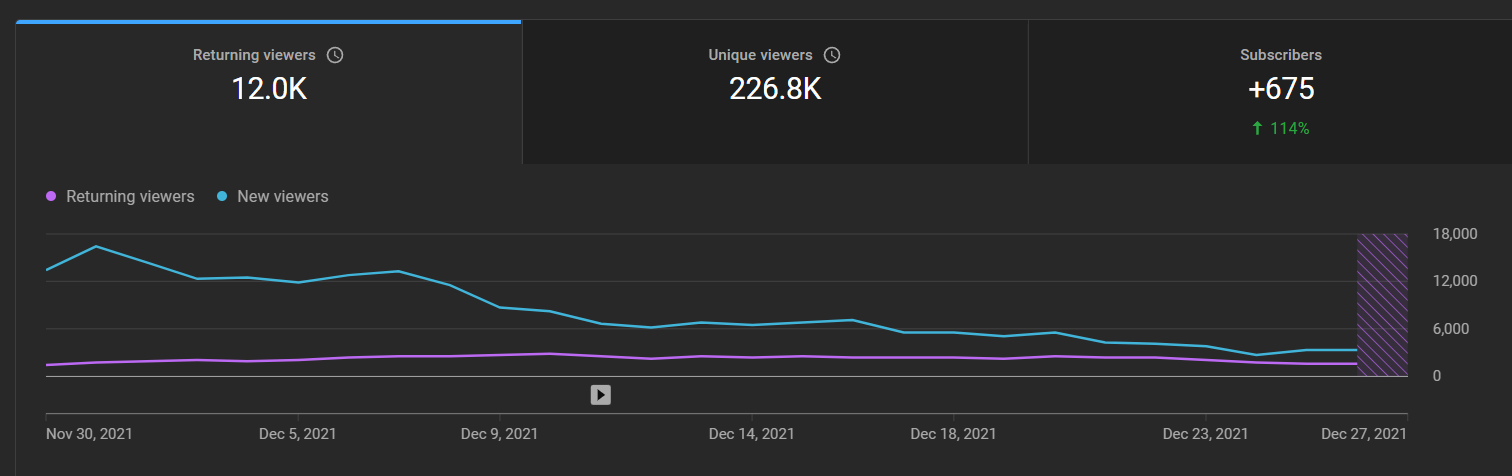 Returning viewers
12.0K
Unique viewers
226.8K
Subscribers
+675
114%
Returning viewers
New viewers
18,000
12,000
6,000
0
Nov 30, 2021
Dec 5, 2021
Dec 9, 2021
Dec 14, 2021
Dec 18, 2021
Dec 23, 2021
Dec 27, 2021